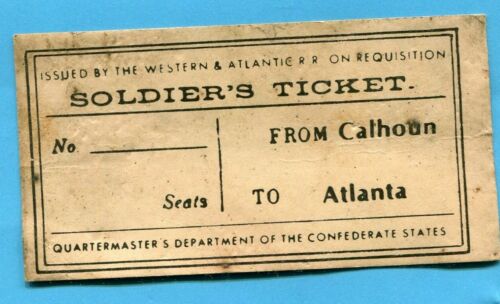 ISSUED BY THE WESTERN & ATLANTIC R R ON REQUISITION
SOLDIER'S TICKET.
No.
FROM Calhoun
Seats
TO Atlanta
QUARTERMASTER'S DEPARTMENT OF THE CONFEDERATE STATES